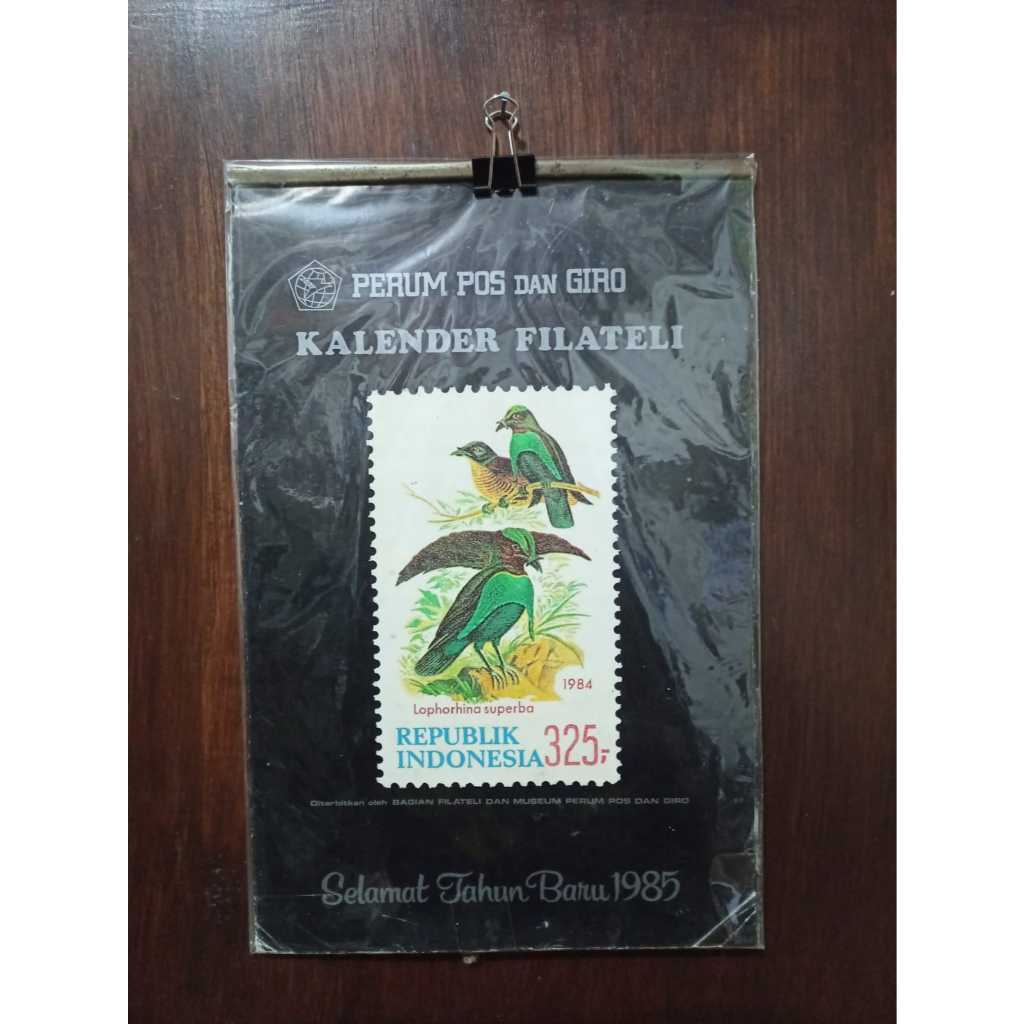 PERUM POS DAN GIRO
KALENDER FILATELI
1984
Lophorhina superba
REPUBLIK
INDONESIA 325,-
Diterbitkan oleh BAGIAN FILATELI DAN MUSEUM PERUM POS DAN GIRO
Selamat Tahun Baru 1985